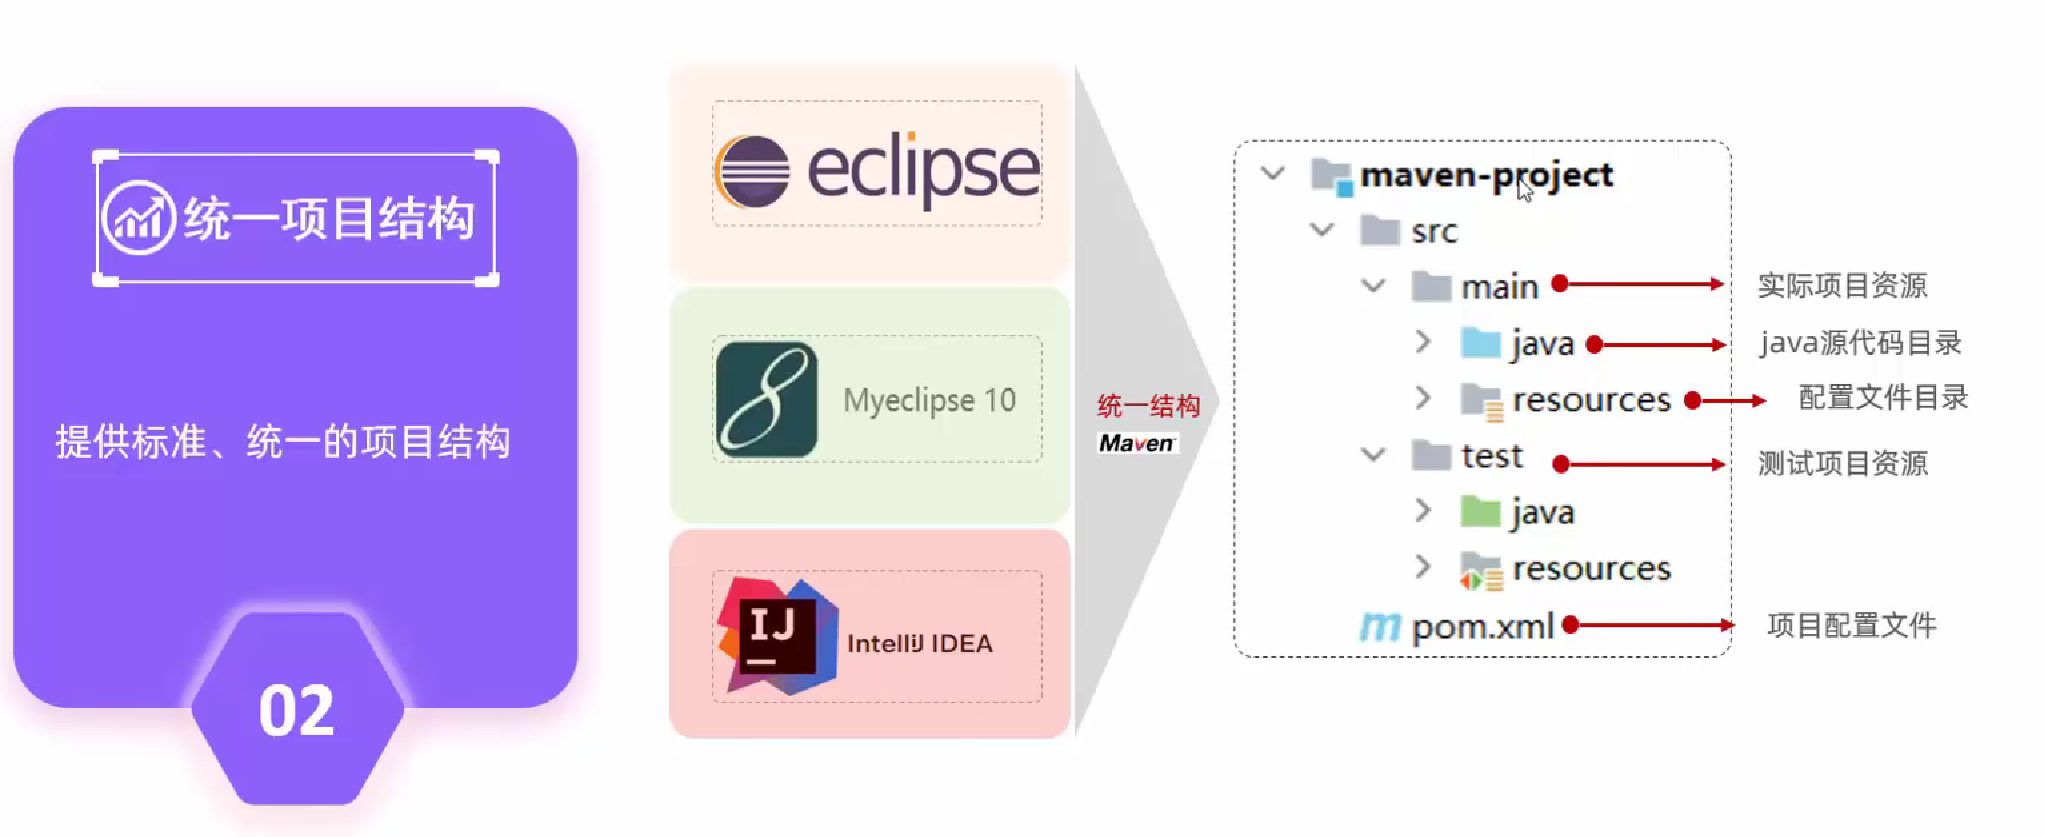 统一项目结构
提供标准、统一的项目结构
02
eclipse
Myeclipse 10
IJ
IntelliJ IDEA
统一结构
Maven
maven-project
src
main
实际项目资源
java
java源代码目录
resources
配置文件目录
test
测试项目资源
java
resources
pom.xml
项目配置文件